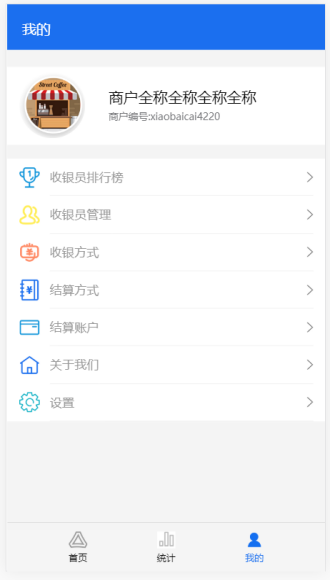 我的
Street Coffee
商户全称全称全称全称
商户编号:xiaobaicai4220
收银员排行榜
收银员管理
收银方式
结算方式
结算账户
关于我们
设置
首页
统计
我的